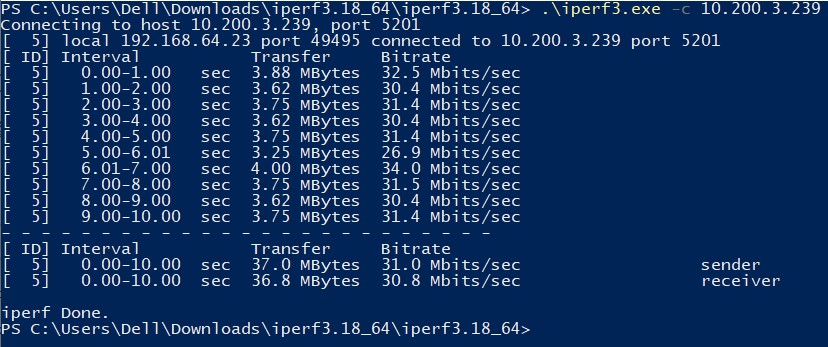 PS C:\Users\Dell\Downloads\iperf3.18_64\iperf3.18_64> .\iperf3.exe -c 10.200.3.239
Connecting to host 10.200.3.239, port 5201
[  5] local 192.168.64.23 port 49495 connected to 10.200.3.239 port 5201
[ ID] Interval           Transfer     Bitrate
[  5]   0.00-1.00   sec  3.88 MBytes  32.5 Mbits/sec
[  5]   1.00-2.00   sec  3.62 MBytes  30.4 Mbits/sec
[  5]   2.00-3.00   sec  3.75 MBytes  31.4 Mbits/sec
[  5]   3.00-4.00   sec  3.62 MBytes  30.4 Mbits/sec
[  5]   4.00-5.00   sec  3.75 MBytes  31.4 Mbits/sec
[  5]   5.00-6.01   sec  3.25 MBytes  26.9 Mbits/sec
[  5]   6.01-7.00   sec  4.00 MBytes  34.0 Mbits/sec
[  5]   7.00-8.00   sec  3.75 MBytes  31.5 Mbits/sec
[  5]   8.00-9.00   sec  3.62 MBytes  30.4 Mbits/sec
[  5]   9.00-10.00  sec  3.75 MBytes  31.4 Mbits/sec
- - - - - - - - - - - - - - - - - - - - - - - - -
[ ID] Interval           Transfer     Bitrate
[  5]   0.00-10.00  sec  37.0 MBytes  31.0 Mbits/sec                  sender
[  5]   0.00-10.00  sec  36.8 MBytes  30.8 Mbits/sec                  receiver
iperf Done.
PS C:\Users\Dell\Downloads\iperf3.18_64\iperf3.18_64>